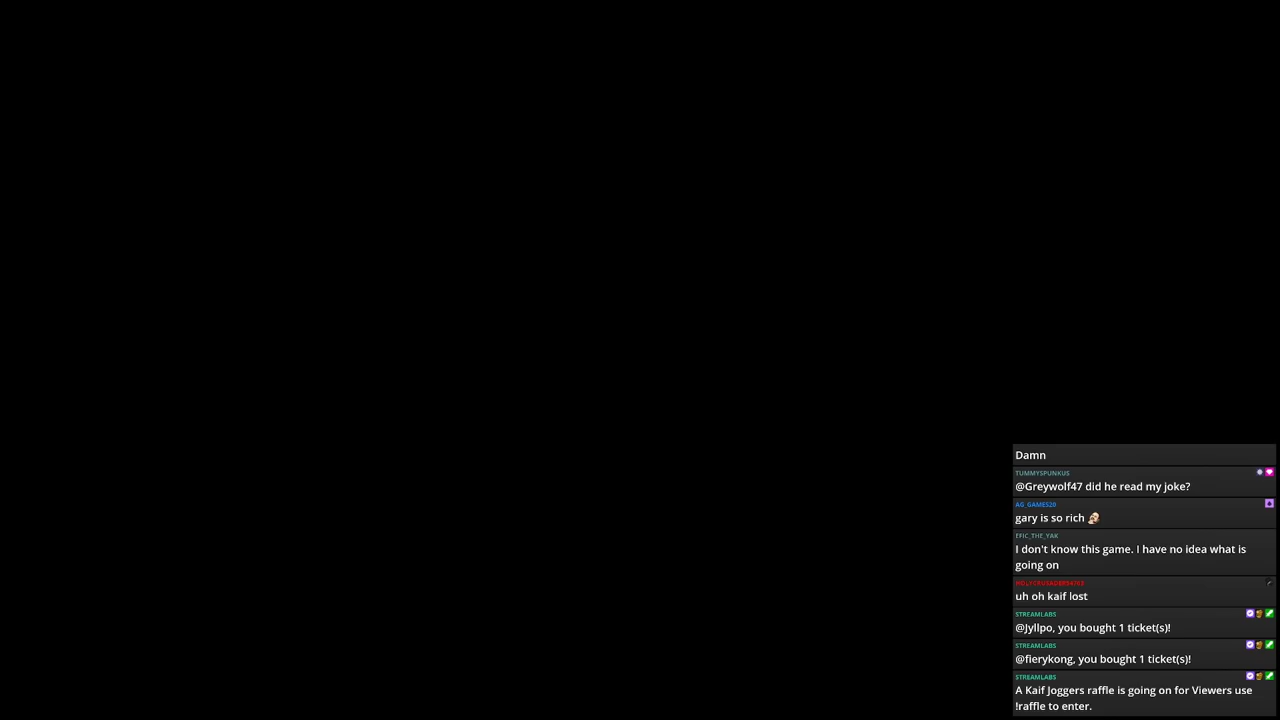 Damn
TUMMYSPUNKUS
@Greywolf47 did he read my joke?
AG_GAMES20
gary is so rich
EFIC_THE_YAK
I don't know this game. I have no idea what is
going on
uh oh kaif lost
STREAMLABS
@Jyllpo, you bought 1 ticket(s)!
STREAMLABS
@fierykong, you bought 1 ticket(s)!
STREAMLABS
A Kaif Joggers raffle is going on for Viewers use
!raffle to enter.